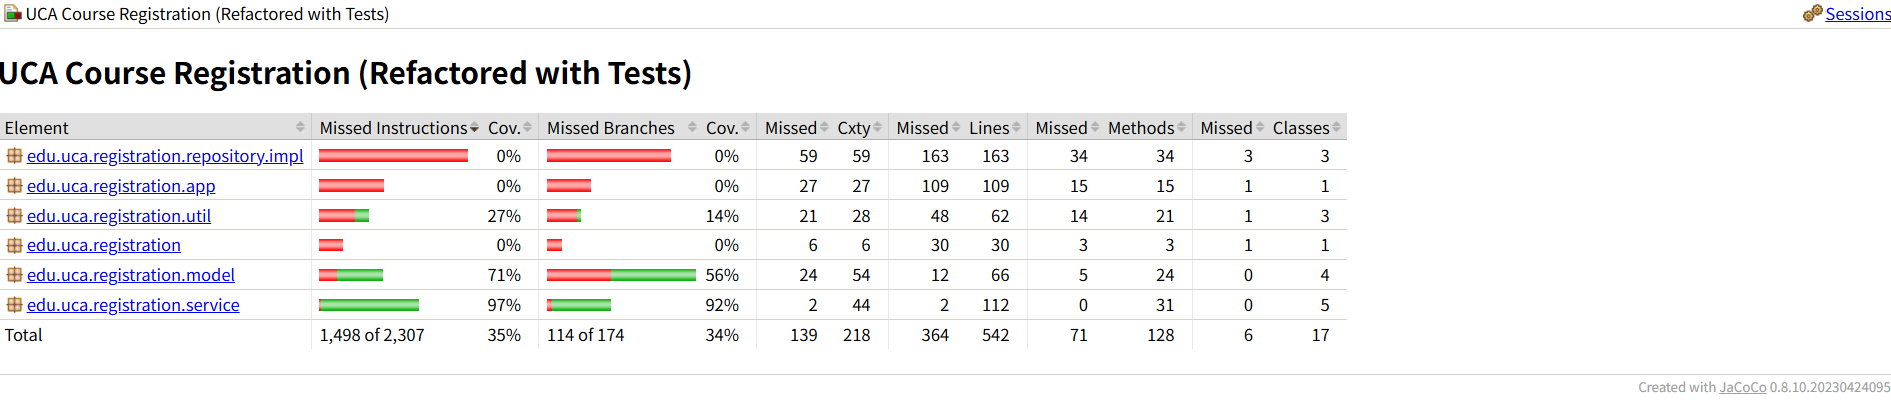 UCA Course Registration (Refactored with Tests) Sessions
UCA Course Registration (Refactored with Tests)
Element Missed Instructions Cov. Missed Branches Cov. Missed Cxty Missed Lines Missed Methods Missed Classes
edu.uca.registration.repository.impl 0% 0% 59 59 163 163 34 34 3 3
edu.uca.registration.app 0% 0% 27 27 109 109 15 15 1 1
edu.uca.registration.util 27% 14% 21 28 48 62 14 21 1 3
edu.uca.registration 0% 0% 6 6 30 30 3 3 1 1
edu.uca.registration.model 71% 56% 24 54 12 66 5 24 0 4
edu.uca.registration.service 97% 92% 2 44 2 112 0 31 0 5
Total 1,498 of 2,307 35% 114 of 174 34% 139 218 364 542 71 128 6 17
Created with JaCoCo 0.8.10.20230424095